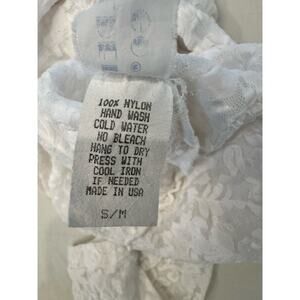 100% NYLON
HAND WASH
COLD WATER
NO BLEACH
HANG TO DRY
PRESS WITH
COOL IRON
IF NEEDED
MADE IN USA
S/M